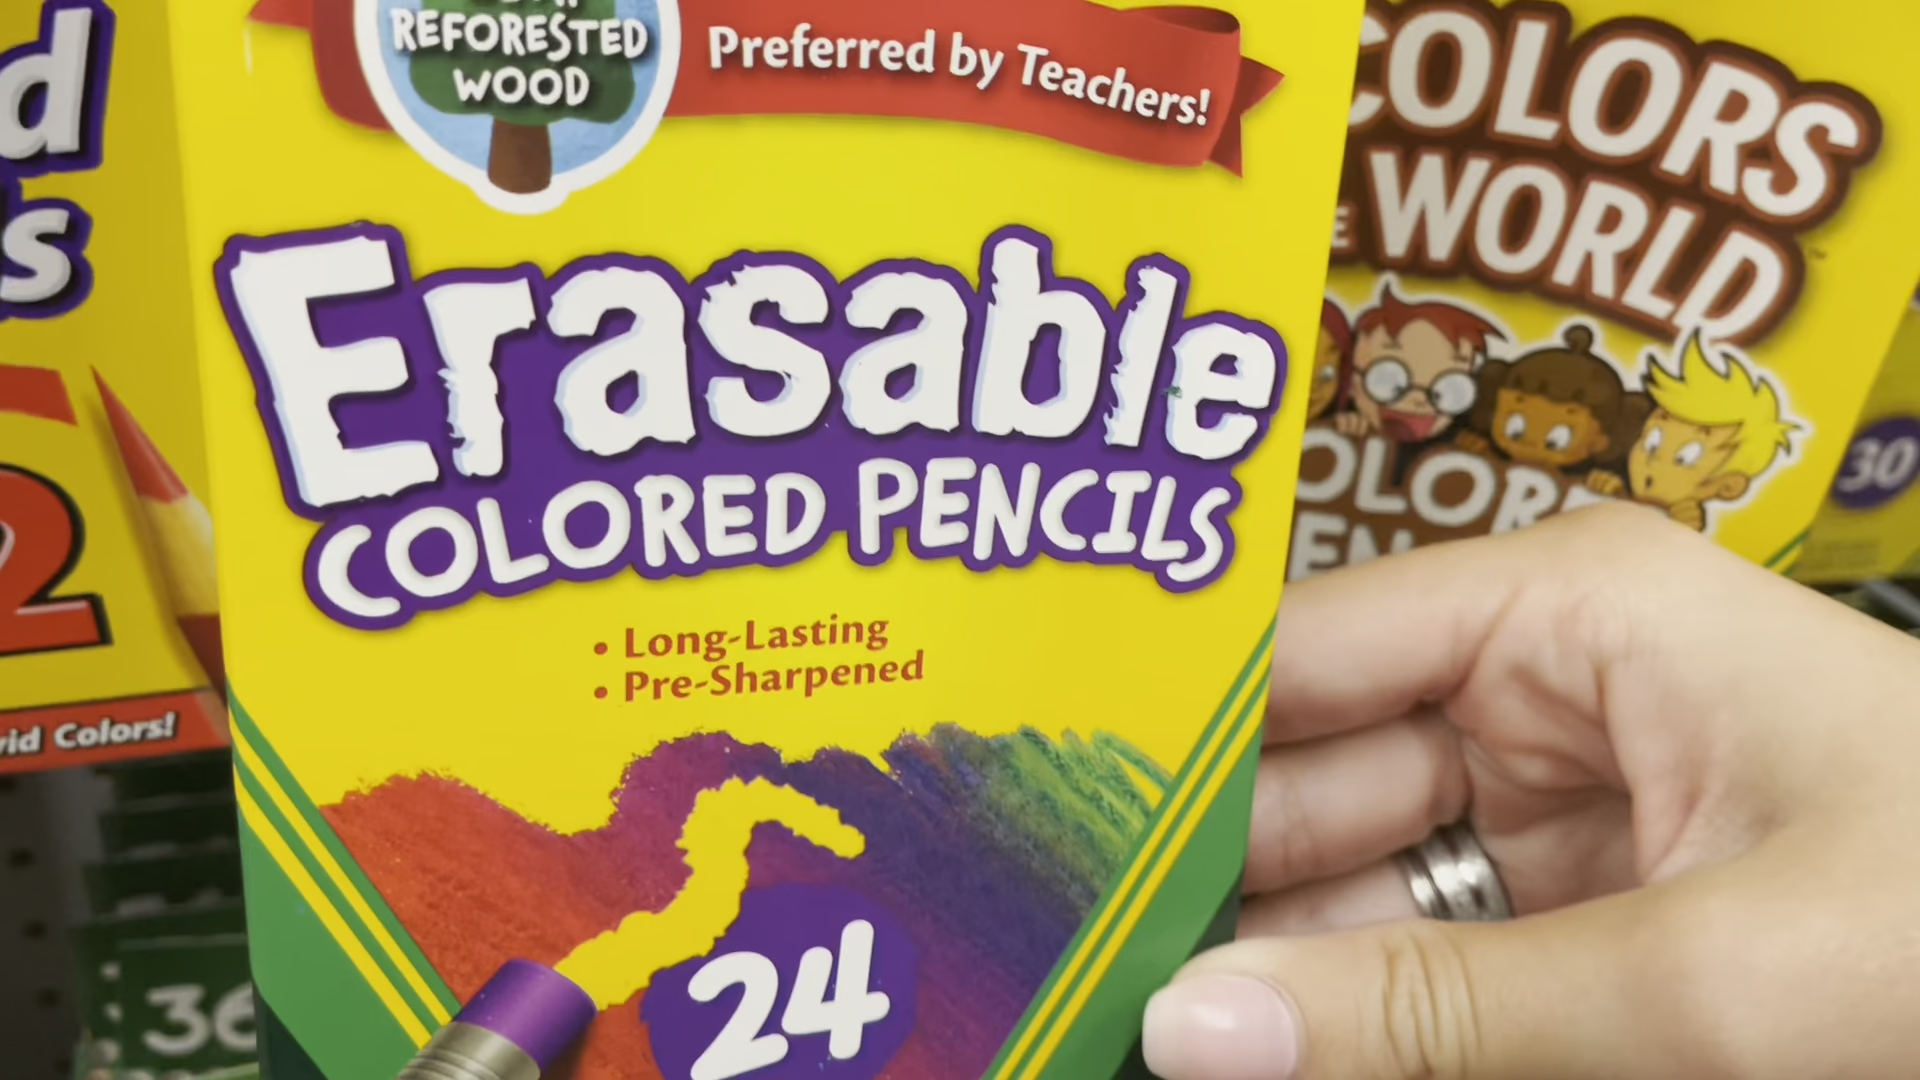 REFORESTED
WOOD
Preferred by Teachers!
Erasable
COLORED PENCILS
• Long-Lasting
• Pre-Sharpened
24
d
s
2
vid Colors!
36
COLORS
WORLD
30